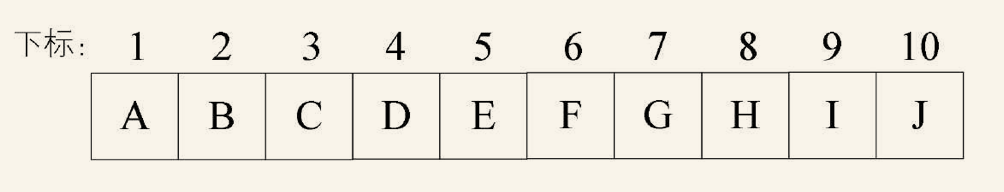 下标: 1 2 3 4 5 6 7 8 9 10
A B C D E F G H I J